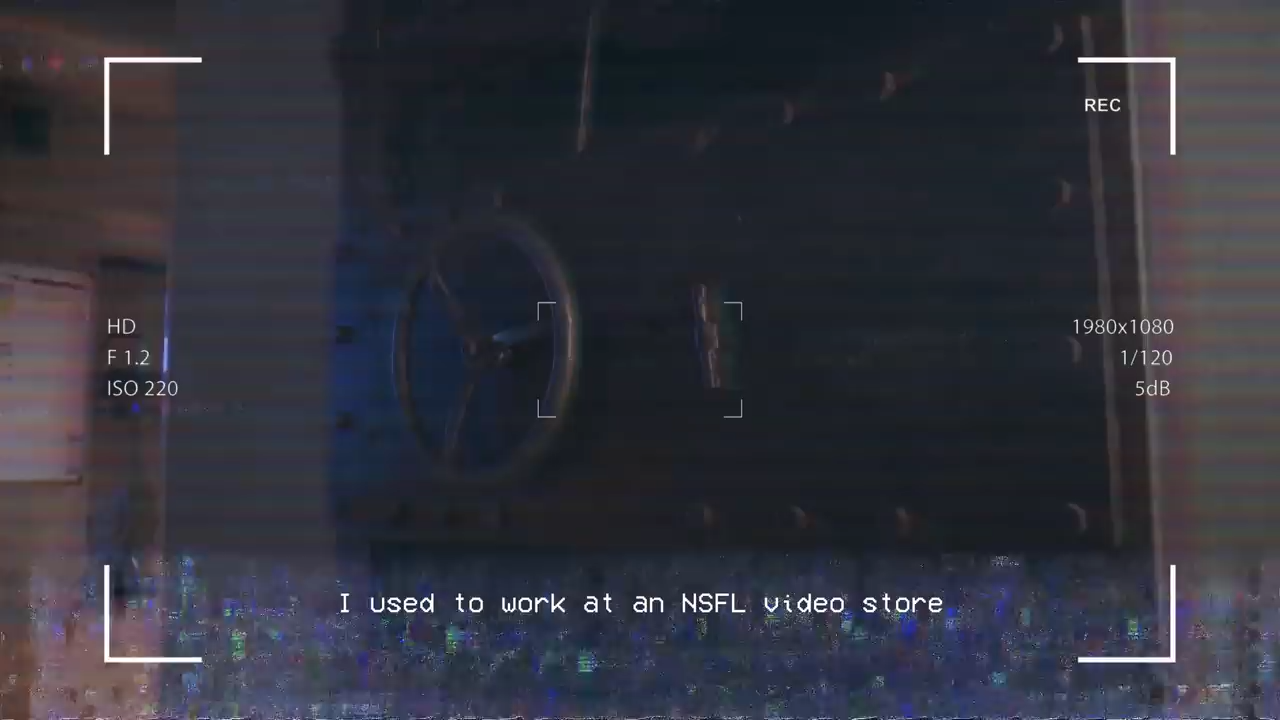 REC
HD
F 1.2
ISO 220
1980x1080
1/120
5dB
I used to work at an NSFL video store